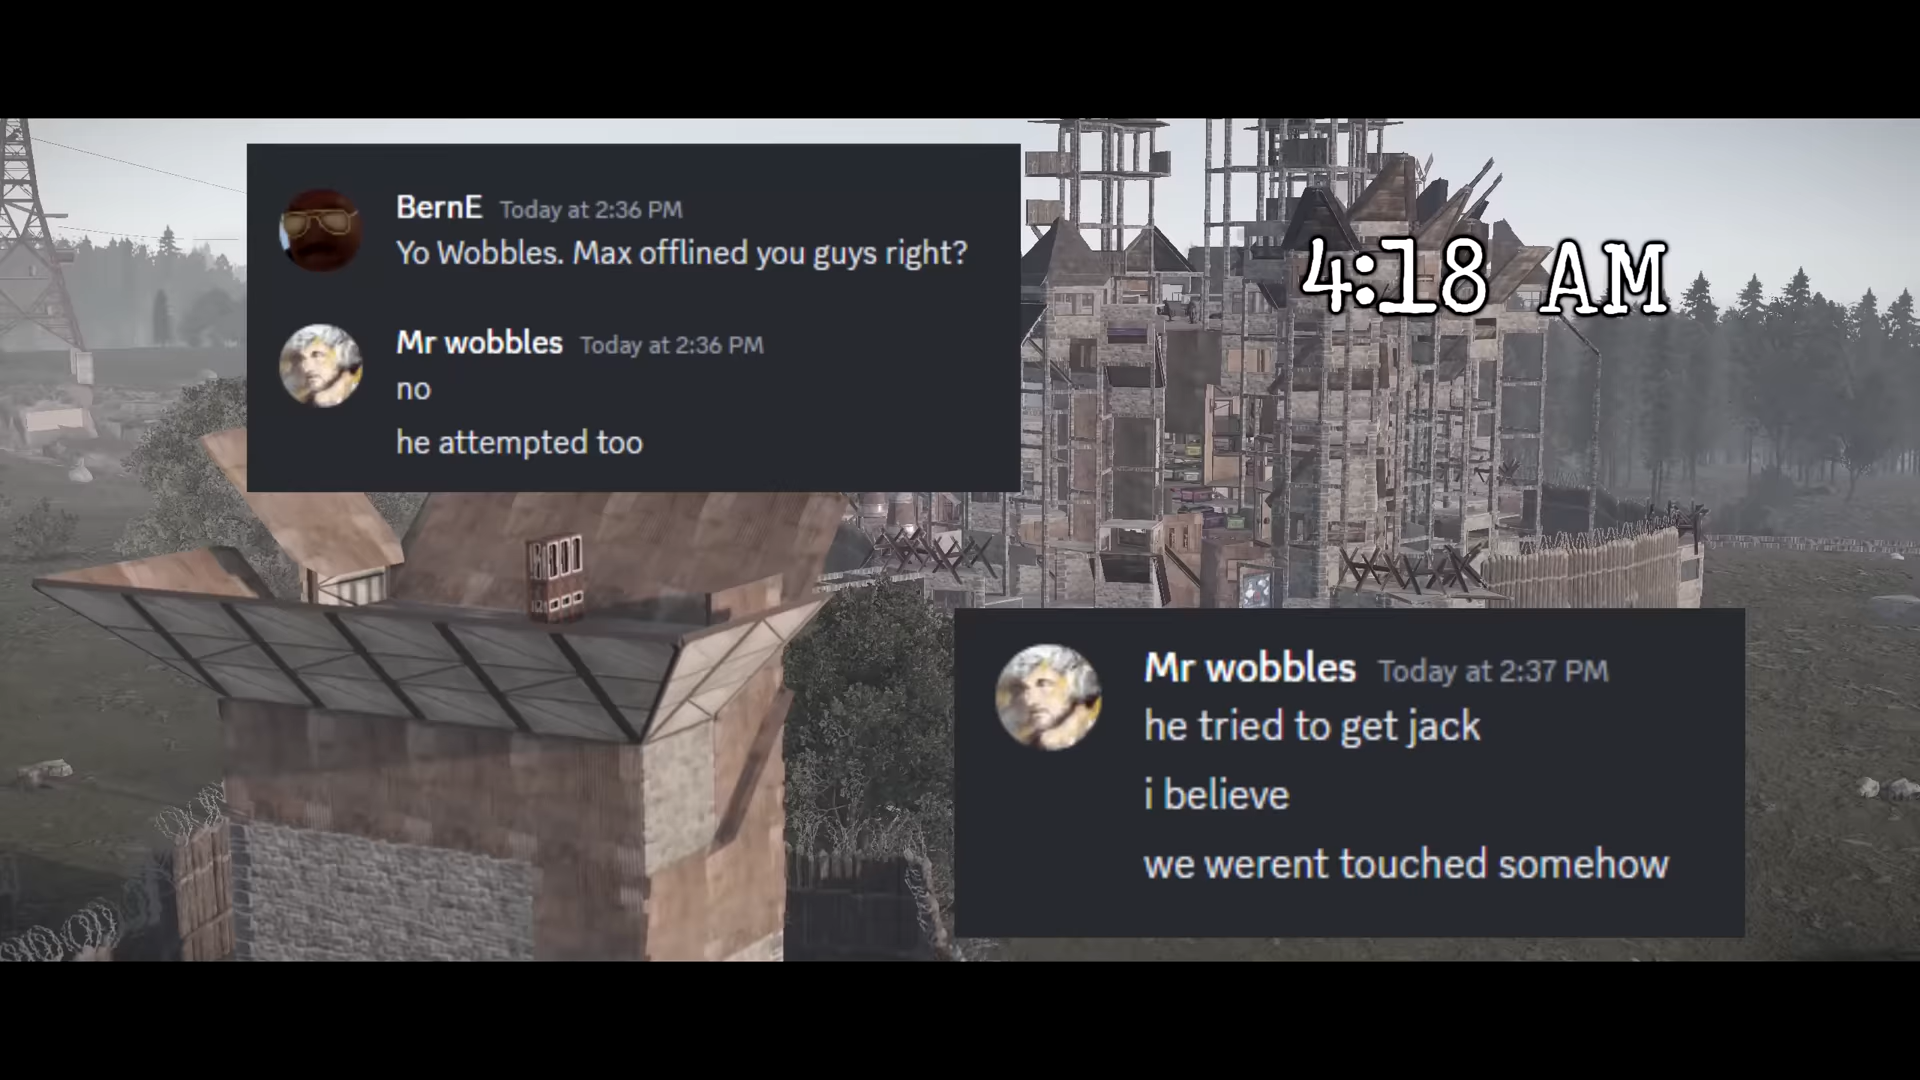 BernE Today at 2:36 PM
Yo Wobbles. Max offlined you guys right?
Mr wobbles Today at 2:36 PM
no
he attempted too
4:18 AM
Mr wobbles Today at 2:37 PM
he tried to get jack
i believe
we werent touched somehow